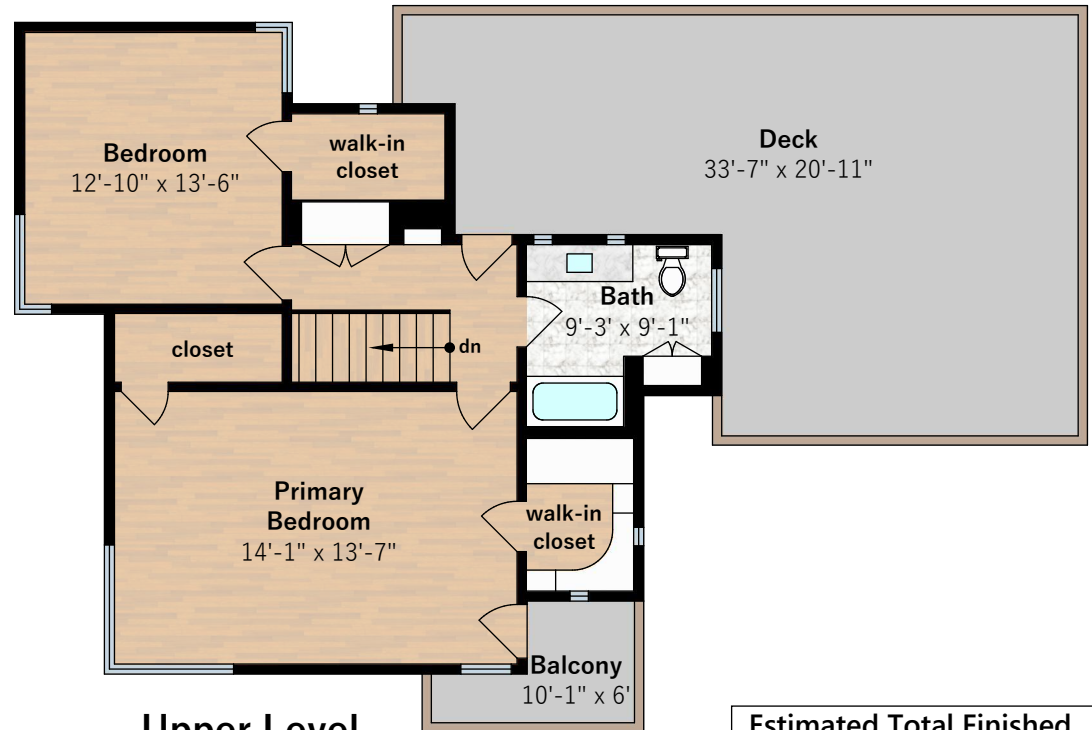 Bedroom
12'-10" x 13'-6"
walk-in
closet
Deck
33'-7" x 20'-11"
closet
dn
Bath
9'-3' x 9'-1"
Primary
Bedroom
14'-1" x 13'-7"
walk-in
closet
Balcony
10'-1" x 6'
Upper Level
Estimated Total Finished